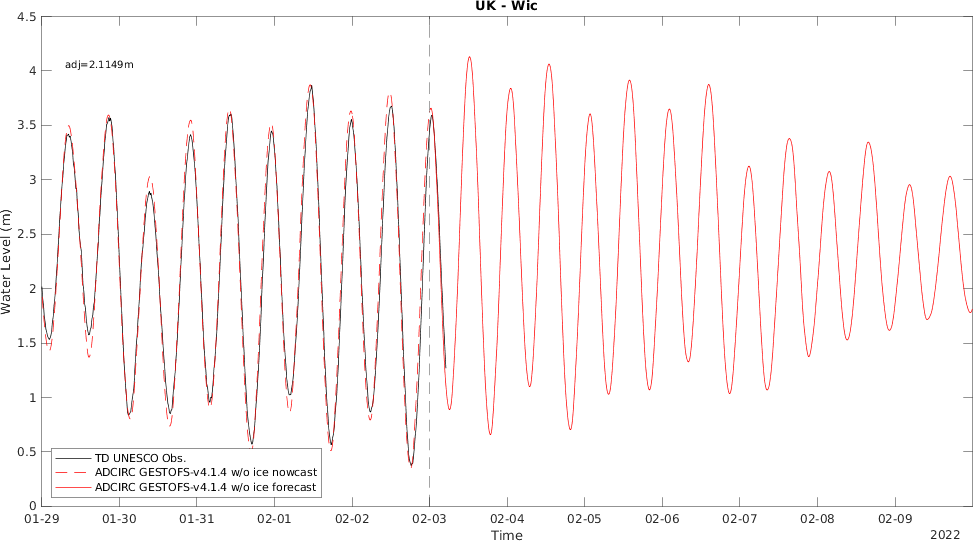 UK - Wic
4.5
4
3.5
3
2.5
2
1.5
1
0.5
0
Water Level (m)
adj=2.1149m
TD UNESCO Obs.
ADCIRC GESTOFS-v4.1.4 w/o ice nowcast
ADCIRC GESTOFS-v4.1.4 w/o ice forecast
01-29 01-30 01-31 02-01 02-02 02-03 02-04 02-05 02-06 02-07 02-08 02-09
Time
2022